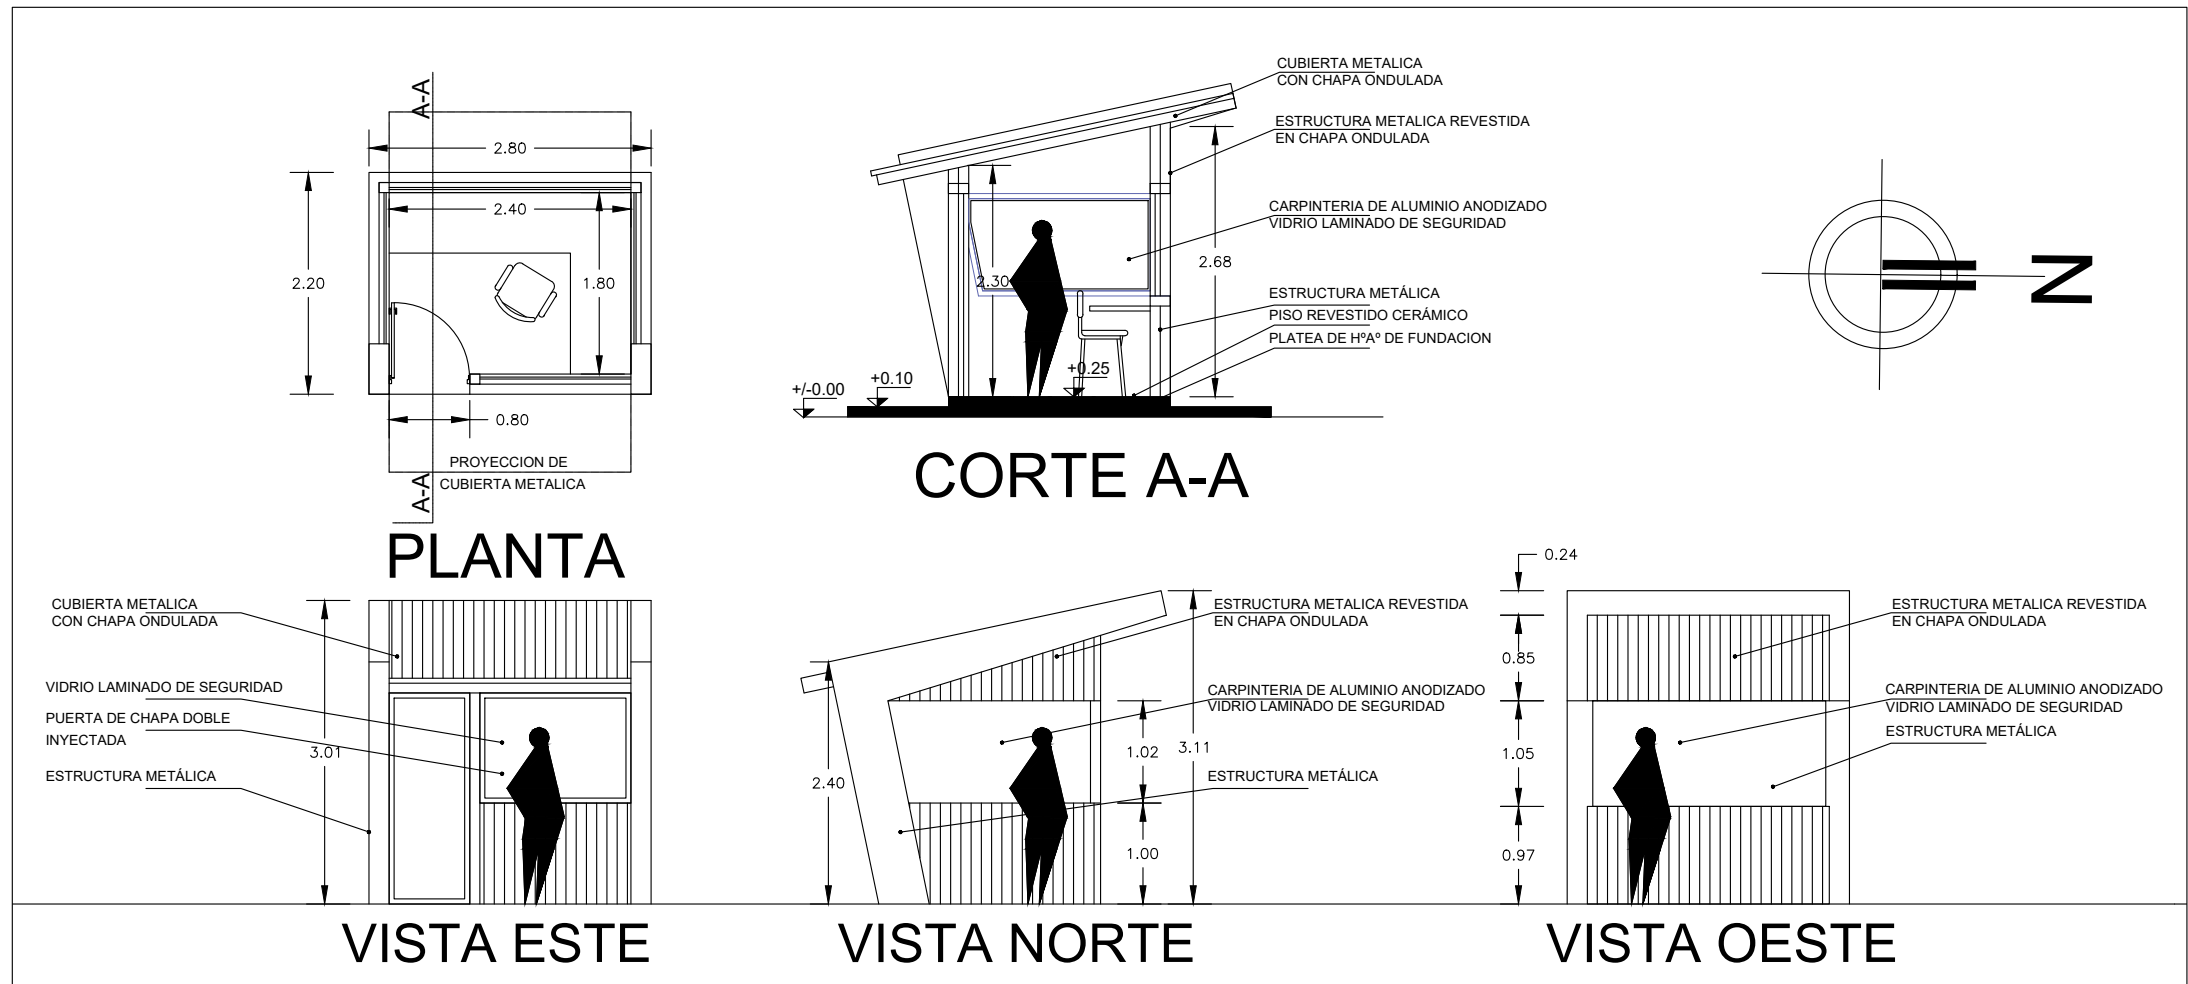 A-A
2.80
2.40
2.20
1.80
0.80
PROYECCION DE
CUBIERTA METALICA
A-A
PLANTA
CUBIERTA METALICA
CON CHAPA ONDULADA
ESTRUCTURA METALICA REVESTIDA
EN CHAPA ONDULADA
CARPINTERIA DE ALUMINIO ANODIZADO
VIDRIO LAMINADO DE SEGURIDAD
2.68
2.30
ESTRUCTURA METÁLICA
PISO REVESTIDO CERÁMICO
PLATEA DE HºAº DE FUNDACION
+/-0.00
+0.10
+0.25
CORTE A-A
N
CUBIERTA METALICA
CON CHAPA ONDULADA
VIDRIO LAMINADO DE SEGURIDAD
PUERTA DE CHAPA DOBLE
INYECTADA
3.01
ESTRUCTURA METÁLICA
VISTA ESTE
ESTRUCTURA METALICA REVESTIDA
EN CHAPA ONDULADA
CARPINTERIA DE ALUMINIO ANODIZADO
VIDRIO LAMINADO DE SEGURIDAD
1.02
3.11
2.40
ESTRUCTURA METÁLICA
1.00
VISTA NORTE
0.24
ESTRUCTURA METALICA REVESTIDA
EN CHAPA ONDULADA
0.85
CARPINTERIA DE ALUMINIO ANODIZADO
VIDRIO LAMINADO DE SEGURIDAD
ESTRUCTURA METÁLICA
1.05
0.97
VISTA OESTE